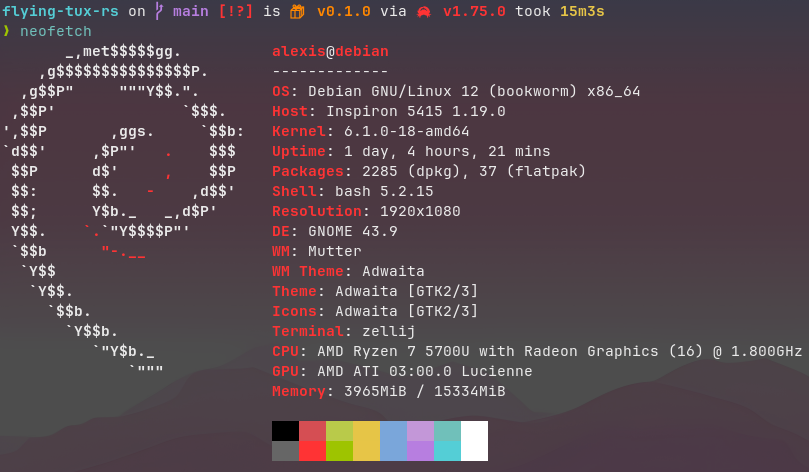 flying-tux-rs on main [!?] is v0.1.0 via v1.75.0 took 15m3s
❯ neofetch
       _,met$$$$$gg.          alexis@debian
    ,g$$$$$$$$$$$$$$$P.       -------------
  ,g$$P"     """Y$$.".        OS: Debian GNU/Linux 12 (bookworm) x86_64
 ,$$P'              `$$$.     Host: Inspiron 5415 1.19.0
',$$P       ,ggs.     `$$b:   Kernel: 6.1.0-18-amd64
`d$$'     ,$P"'   .    $$$    Uptime: 1 day, 4 hours, 21 mins
 $$P      d$'     ,    $$P    Packages: 2285 (dpkg), 37 (flatpak)
 $$:      $$.   -    ,d$$'    Shell: bash 5.2.15
 $$;      Y$b._   _,d$P'      Resolution: 1920x1080
 Y$$.    `.`"Y$$$$P"'         DE: GNOME 43.9
 `$$b      "-.__              WM: Mutter
  `Y$$                        WM Theme: Adwaita
   `Y$$.                      Theme: Adwaita [GTK2/3]
     `$$b.                    Icons: Adwaita [GTK2/3]
       `Y$$b.                 Terminal: zellij
          `"Y$b._             CPU: AMD Ryzen 7 5700U with Radeon Graphics (16) @ 1.800GHz
              `"""            GPU: AMD ATI 03:00.0 Lucienne
                              Memory: 3965MiB / 15334MiB